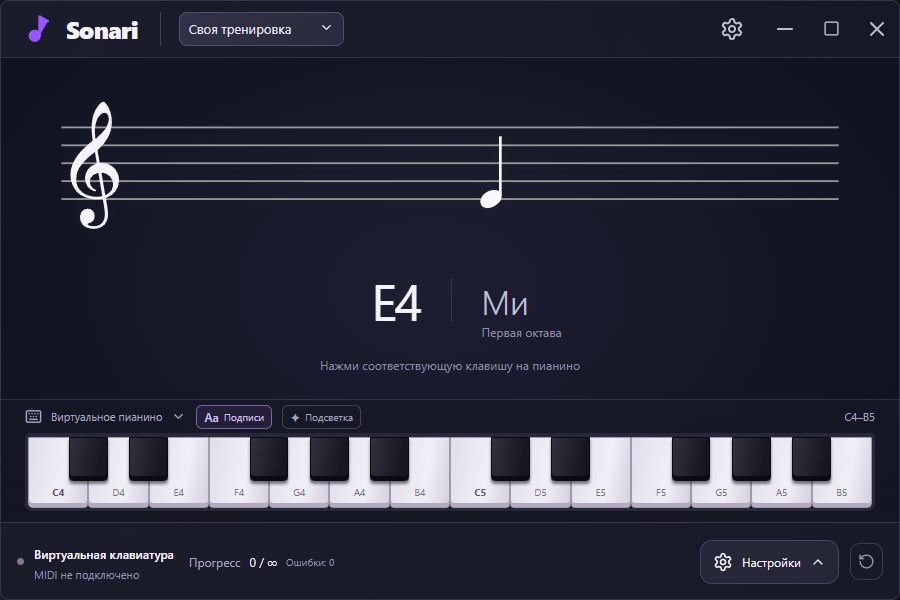 Sonari
Своя тренировка
E4
Ми
Первая октава
Нажми соответствующую клавишу на пианино
Виртуальное пианино
Aa Подписи
Подсветка
C4–B5
C4 D4 E4 F4 G4 A4 B4 C5 D5 E5 F5 G5 A5 B5
Виртуальная клавиатура
MIDI не подключено
Прогресс 0 / ∞ Ошибки: 0
Настройки